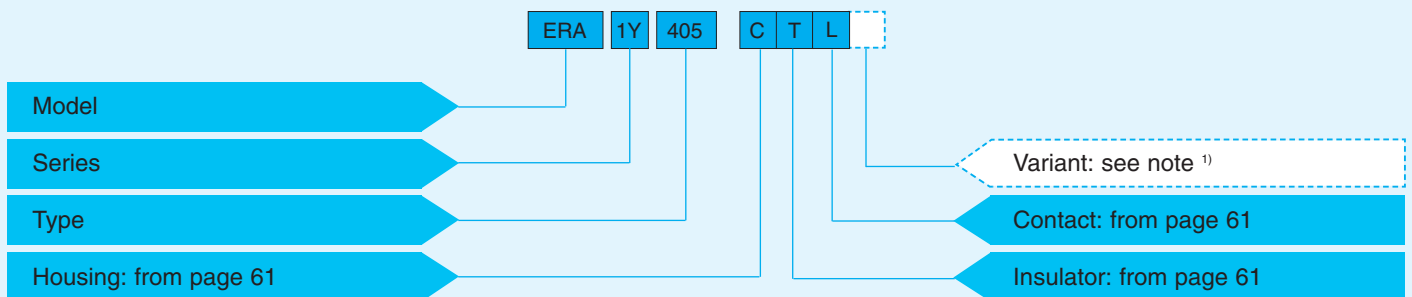 ERA 1Y 405 C T L
Model
Series
Variant: see note 1)
Type
Contact: from page 61
Housing: from page 61
Insulator: from page 61